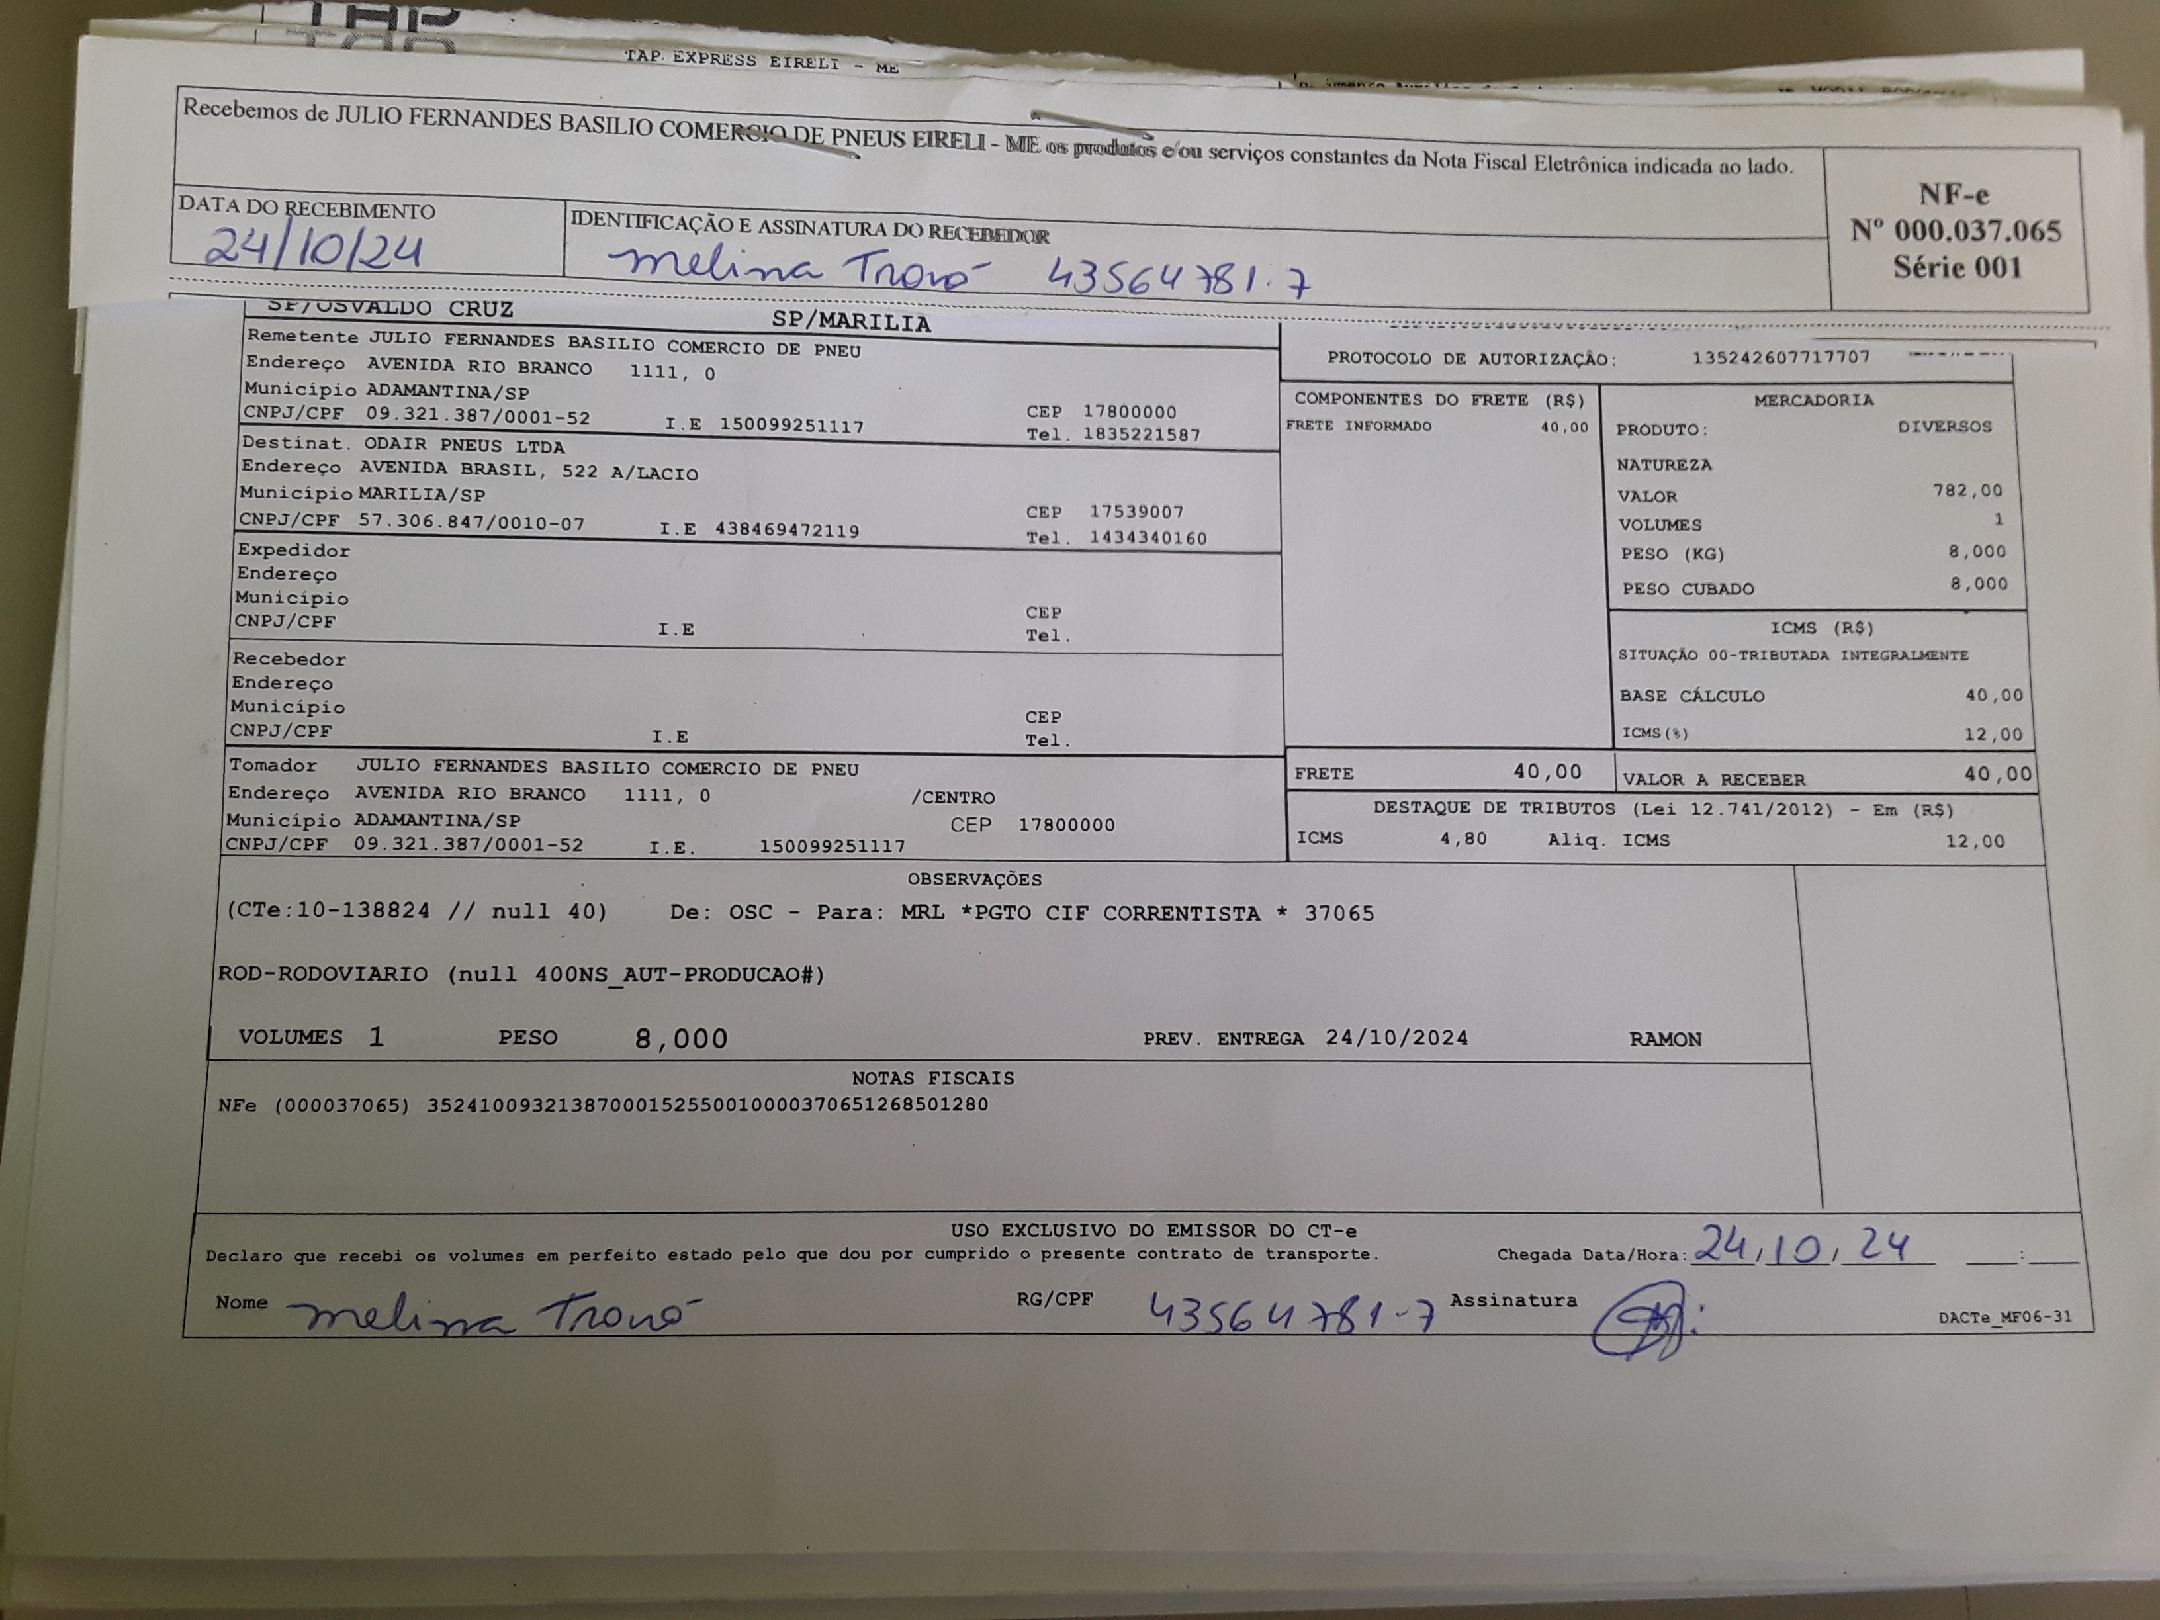 TAP
TAP. EXPRESS EIRELI - ME
Recebemos de JULIO FERNANDES BASILIO COMERCIO DE PNEUS EIRELI - ME os produtos e/ou serviços constantes da Nota Fiscal Eletrônica indicada ao lado.
NF-e
Nº 000.037.065
Série 001
DATA DO RECEBIMENTO
24/10/24
IDENTIFICAÇÃO E ASSINATURA DO RECEBEDOR
Melina Trovó 43564781-7
SP/OSVALDO CRUZ SP/MARILIA
Remetente JULIO FERNANDES BASILIO COMERCIO DE PNEU
Endereço AVENIDA RIO BRANCO 1111, 0
Município ADAMANTINA/SP
CEP 17800000
CNPJ/CPF 09.321.387/0001-52 I.E 150099251117
Tel. 1835221587
Destinat. ODAIR PNEUS LTDA
Endereço AVENIDA BRASIL, 522 A/LACIO
Município MARILIA/SP
CEP 17539007
CNPJ/CPF 57.306.847/0010-07 I.E 438469472119
Tel. 1434340160
Expedidor
Endereço
Município
CEP
CNPJ/CPF I.E
Tel.
Recebedor
Endereço
Município
CEP
CNPJ/CPF I.E
Tel.
Tomador JULIO FERNANDES BASILIO COMERCIO DE PNEU
Endereço AVENIDA RIO BRANCO 1111, 0 /CENTRO
Município ADAMANTINA/SP CEP 17800000
CNPJ/CPF 09.321.387/0001-52 I.E. 150099251117
PROTOCOLO DE AUTORIZAÇÃO: 135242607717707
COMPONENTES DO FRETE (R$)
FRETE INFORMADO 40,00
MERCADORIA
PRODUTO: DIVERSOS
NATUREZA
VALOR 782,00
VOLUMES 1
PESO (KG) 8,000
PESO CUBADO 8,000
ICMS (R$)
SITUAÇÃO 00-TRIBUTADA INTEGRALMENTE
BASE CÁLCULO 40,00
ICMS(%) 12,00
FRETE 40,00 VALOR A RECEBER 40,00
DESTAQUE DE TRIBUTOS (Lei 12.741/2012) - Em (R$)
ICMS 4,80 Aliq. ICMS 12,00
OBSERVAÇÕES
(CTe:10-138824 // null 40) De: OSC - Para: MRL *PGTO CIF CORRENTISTA * 37065
ROD-RODOVIARIO (null 400NS_AUT-PRODUCAO#)
VOLUMES 1 PESO 8,000 PREV. ENTREGA 24/10/2024 RAMON
NOTAS FISCAIS
NFe (000037065) 35241009321387000152550010000370651268501280
USO EXCLUSIVO DO EMISSOR DO CT-e
Declaro que recebi os volumes em perfeito estado pelo que dou por cumprido o presente contrato de transporte. Chegada Data/Hora: 24/10/24 :
Nome Melina Trovó RG/CPF 43564781-7 Assinatura
DACTe_MF06-31